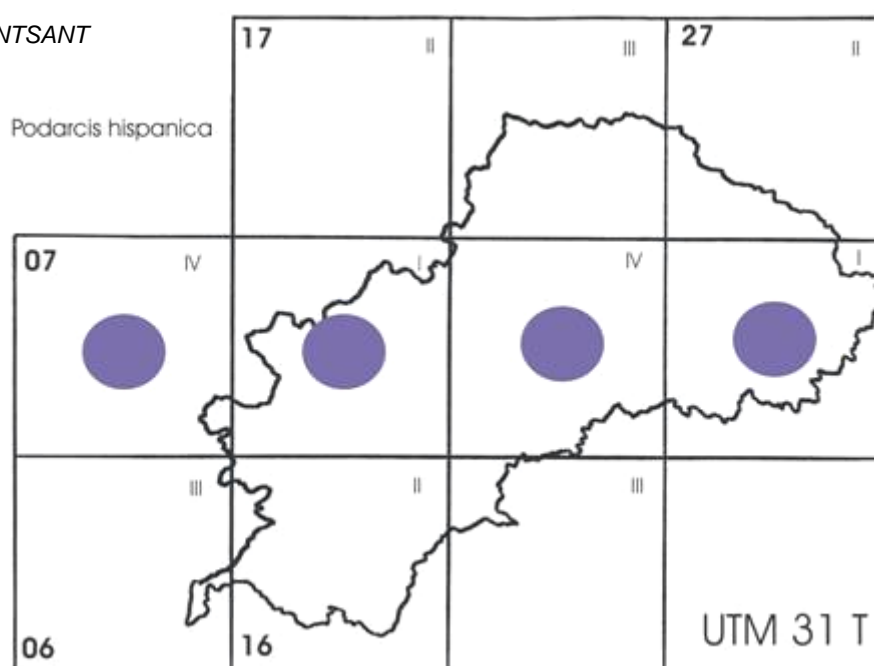 NTSANT
17 II III 27 II
Podarcis hispanica
07 IV I IV I
III II III
UTM 31 T
06 16